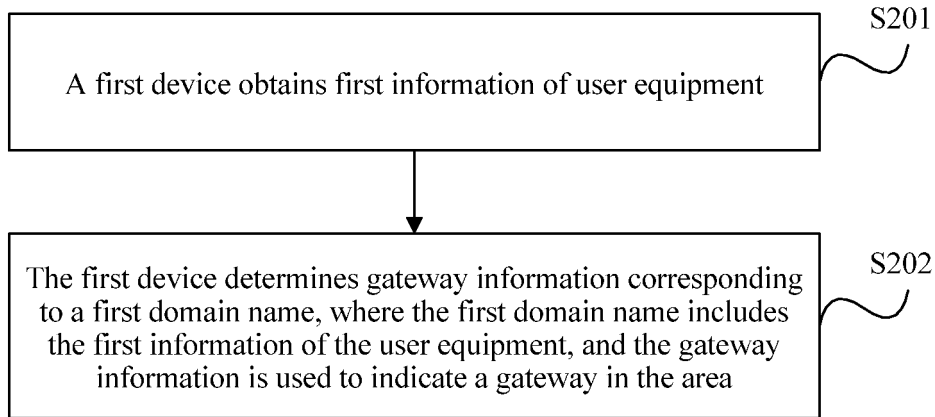 S201
A first device obtains first information of user equipment
S202
The first device determines gateway information corresponding
to a first domain name, where the first domain name includes
the first information of the user equipment, and the gateway
information is used to indicate a gateway in the area